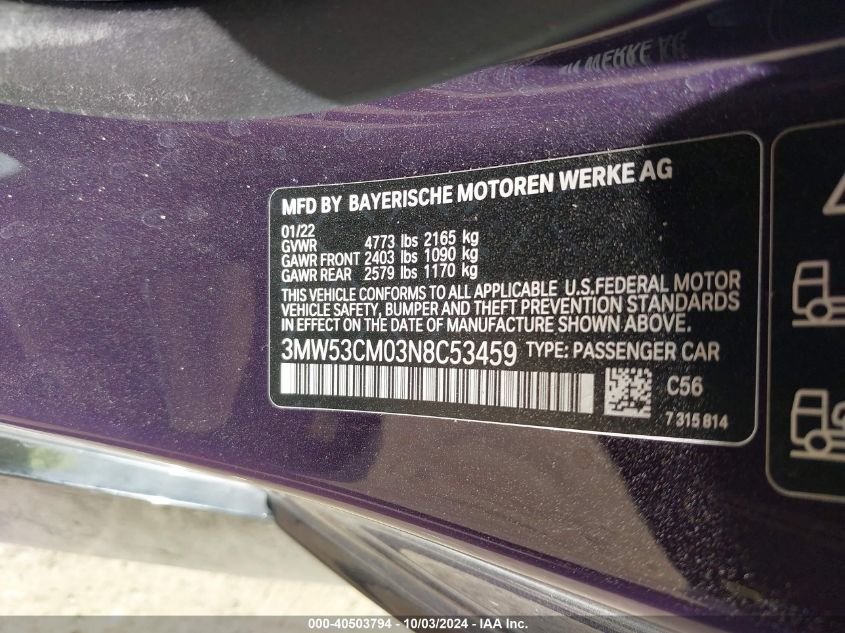 MFD BY BAYERISCHE MOTOREN WERKE AG
01/22
GVWR 4773 lbs 2165 kg
GAWR FRONT 2403 lbs 1090 kg
GAWR REAR 2579 lbs 1170 kg
THIS VEHICLE CONFORMS TO ALL APPLICABLE U.S.FEDERAL MOTOR
VEHICLE SAFETY, BUMPER AND THEFT PREVENTION STANDARDS
IN EFFECT ON THE DATE OF MANUFACTURE SHOWN ABOVE.
3MW53CM03N8C53459 TYPE: PASSENGER CAR
C56
7 315 814
000-40503794 - 10/03/2024 - IAA Inc.